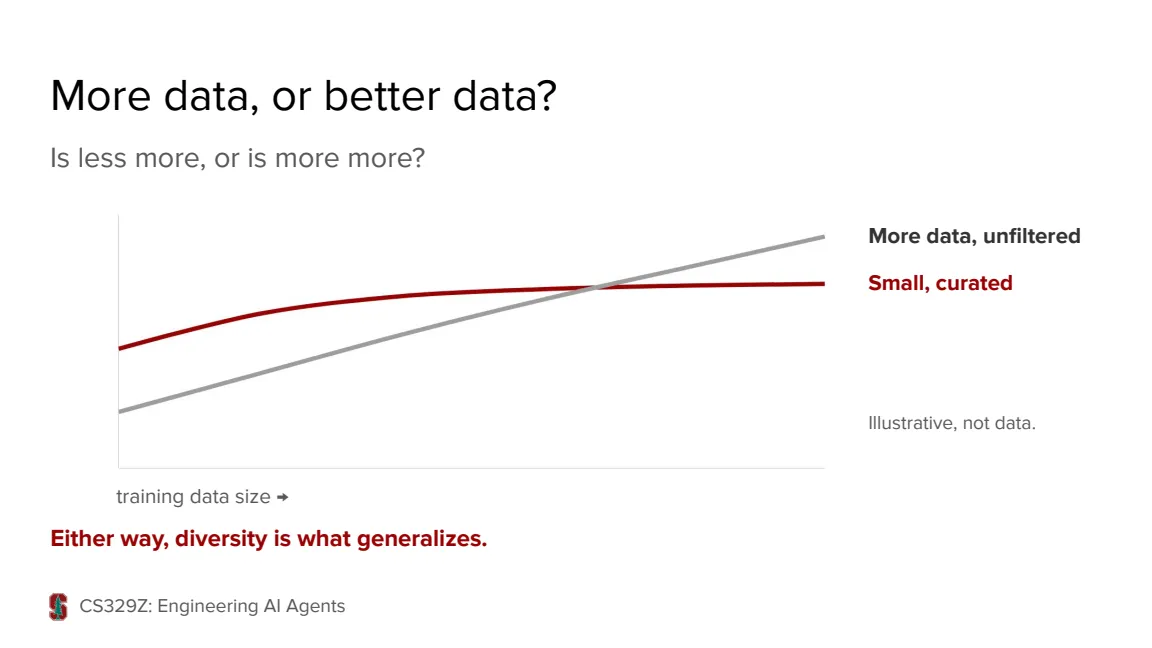 More data, or better data?
Is less more, or is more more?
More data, unfiltered
Small, curated
Illustrative, not data.
training data size ➞
Either way, diversity is what generalizes.
CS329Z: Engineering AI Agents